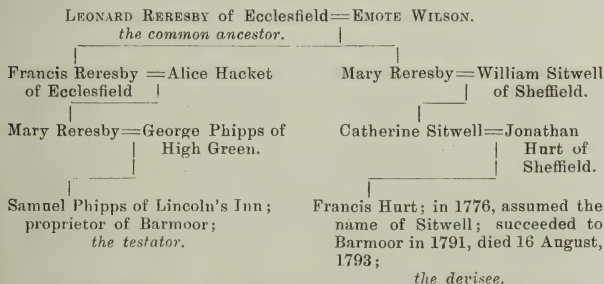 LEONARD RERESBY of Ecclesfield=EMOTE WILSON.
the common ancestor.
Francis Reresby =Alice Hacket
of Ecclesfield
Mary Reresby=William Sitwell
of Sheffield.
Mary Reresby=George Phipps of
High Green.
Catherine Sitwell=Jonathan
Hurt of
Sheffield.
Samuel Phipps of Lincoln's Inn;
proprietor of Barmoor;
the testator.
Francis Hurt; in 1776, assumed the
name of Sitwell; succeeded to
Barmoor in 1791, died 16 August,
1793;
the devisee.